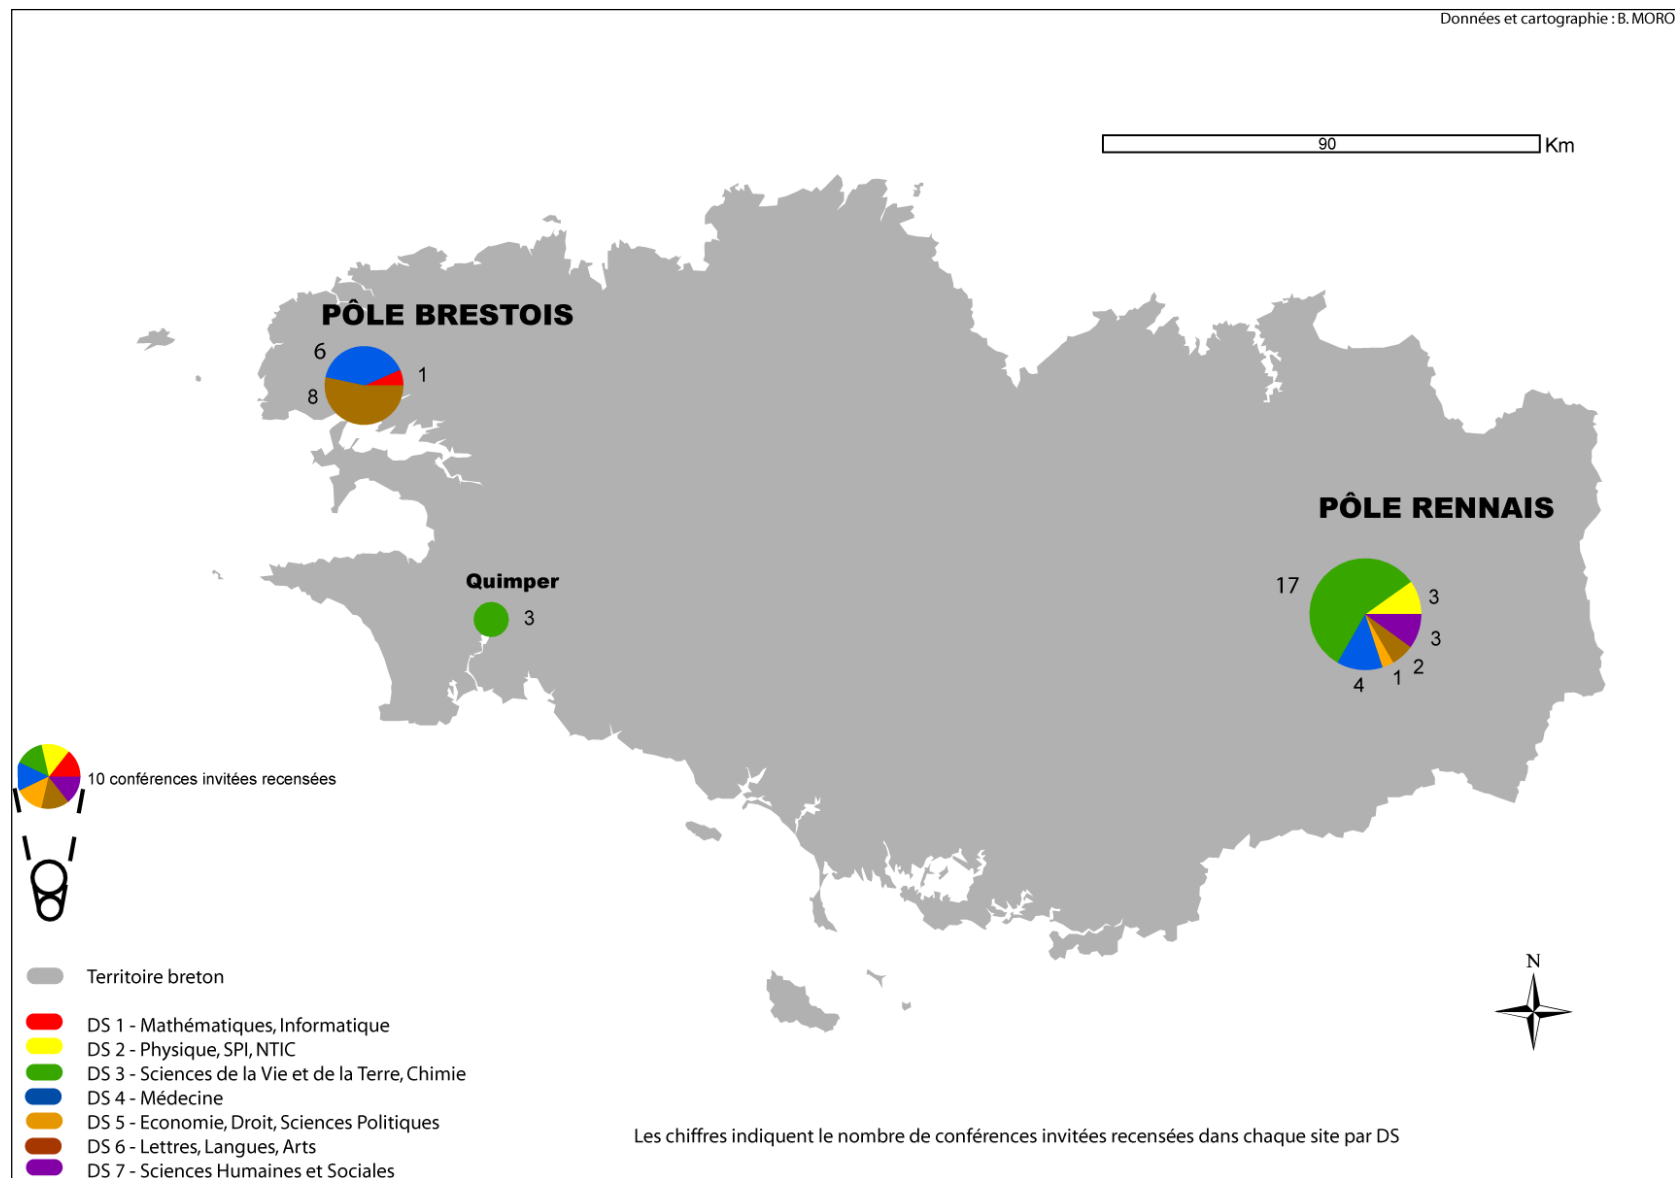 Données et cartographie : B. MORO
90
Km
PÔLE BRESTOIS
6
1
8
PÔLE RENNAIS
17
3
3
2
1
4
Quimper
3
10 conférences invitées recensées
N
Territoire breton
DS 1 - Mathématiques, Informatique
DS 2 - Physique, SPI, NTIC
DS 3 - Sciences de la Vie et de la Terre, Chimie
DS 4 - Médecine
DS 5 - Economie, Droit, Sciences Politiques
DS 6 - Lettres, Langues, Arts
DS 7 - Sciences Humaines et Sociales
Les chiffres indiquent le nombre de conférences invitées recensées dans chaque site par DS